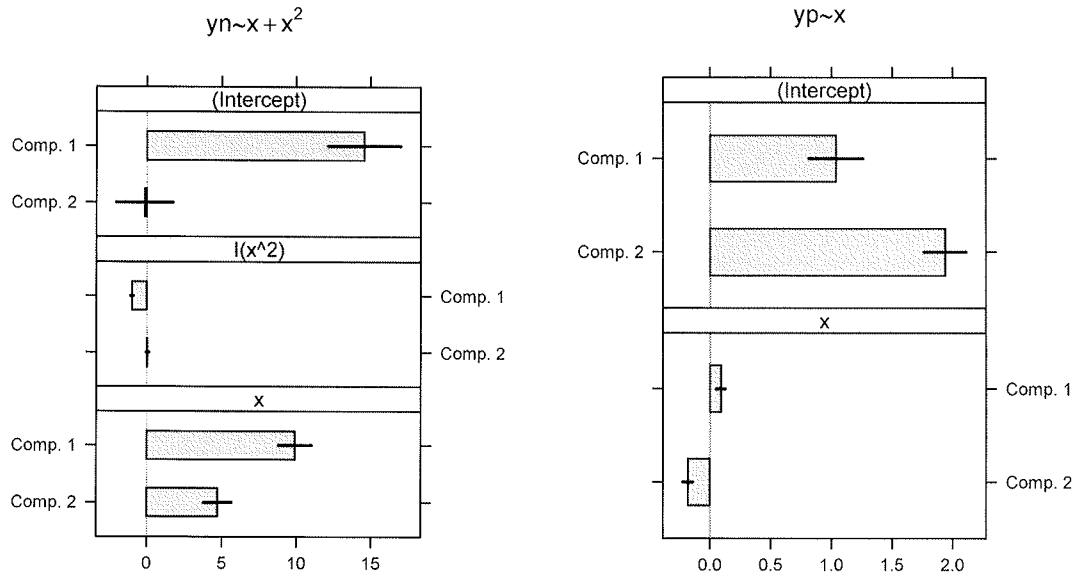 yn~x + x²
(Intercept)
Comp. 1
Comp. 2
I(x^2)
Comp. 1
Comp. 2
x
Comp. 1
Comp. 2
0 5 10 15
yp~x
(Intercept)
Comp. 1
Comp. 2
x
Comp. 1
Comp. 2
0.0 0.5 1.0 1.5 2.0